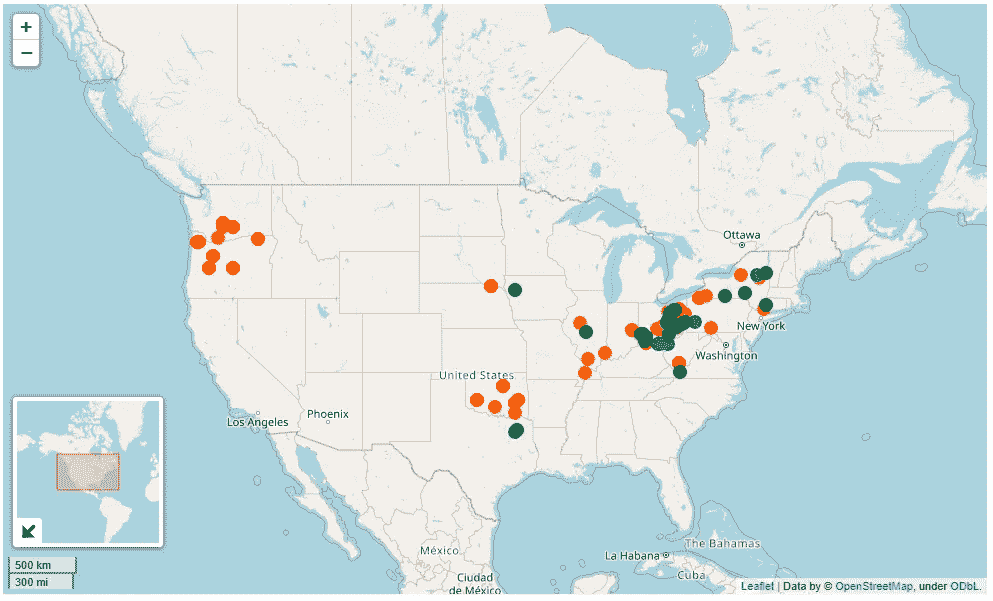 +
−
Ottawa
New York
Washington
United States
Phoenix
Los Angeles
México
Ciudad
de México
La Habana
The Bahamas
Cuba
500 km
300 mi
Leaflet | Data by © OpenStreetMap, under ODbL.